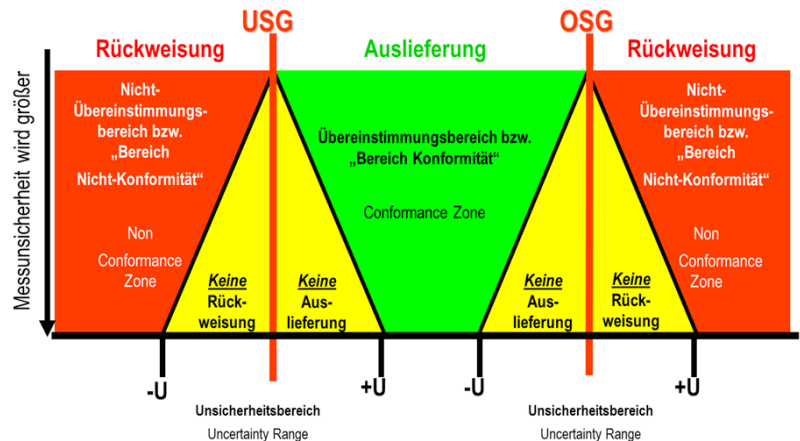 USG
OSG
Rückweisung
Auslieferung
Rückweisung
Messunsicherheit wird größer
Nicht-
Übereinstimmungs-
bereich bzw.
„Bereich
Nicht-Konformität“
Non
Conformance
Zone
Übereinstimmungsbereich bzw.
„Bereich Konformität“
Conformance Zone
Nicht-
Übereinstimmungs-
bereich bzw.
„Bereich
Nicht-Konformität“
Non
Conformance
Zone
Keine
Rück-
weisung
Keine
Aus-
lieferung
Keine
Aus-
lieferung
Keine
Rück-
weisung
-U
+U
-U
+U
Unsicherheitsbereich
Uncertainty Range
Unsicherheitsbereich
Uncertainty Range